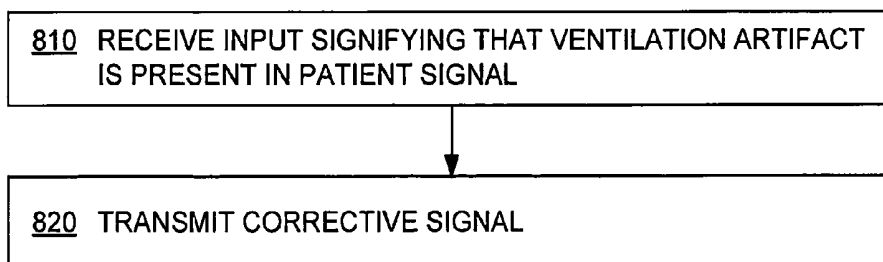 810 RECEIVE INPUT SIGNIFYING THAT VENTILATION ARTIFACT
IS PRESENT IN PATIENT SIGNAL
820 TRANSMIT CORRECTIVE SIGNAL